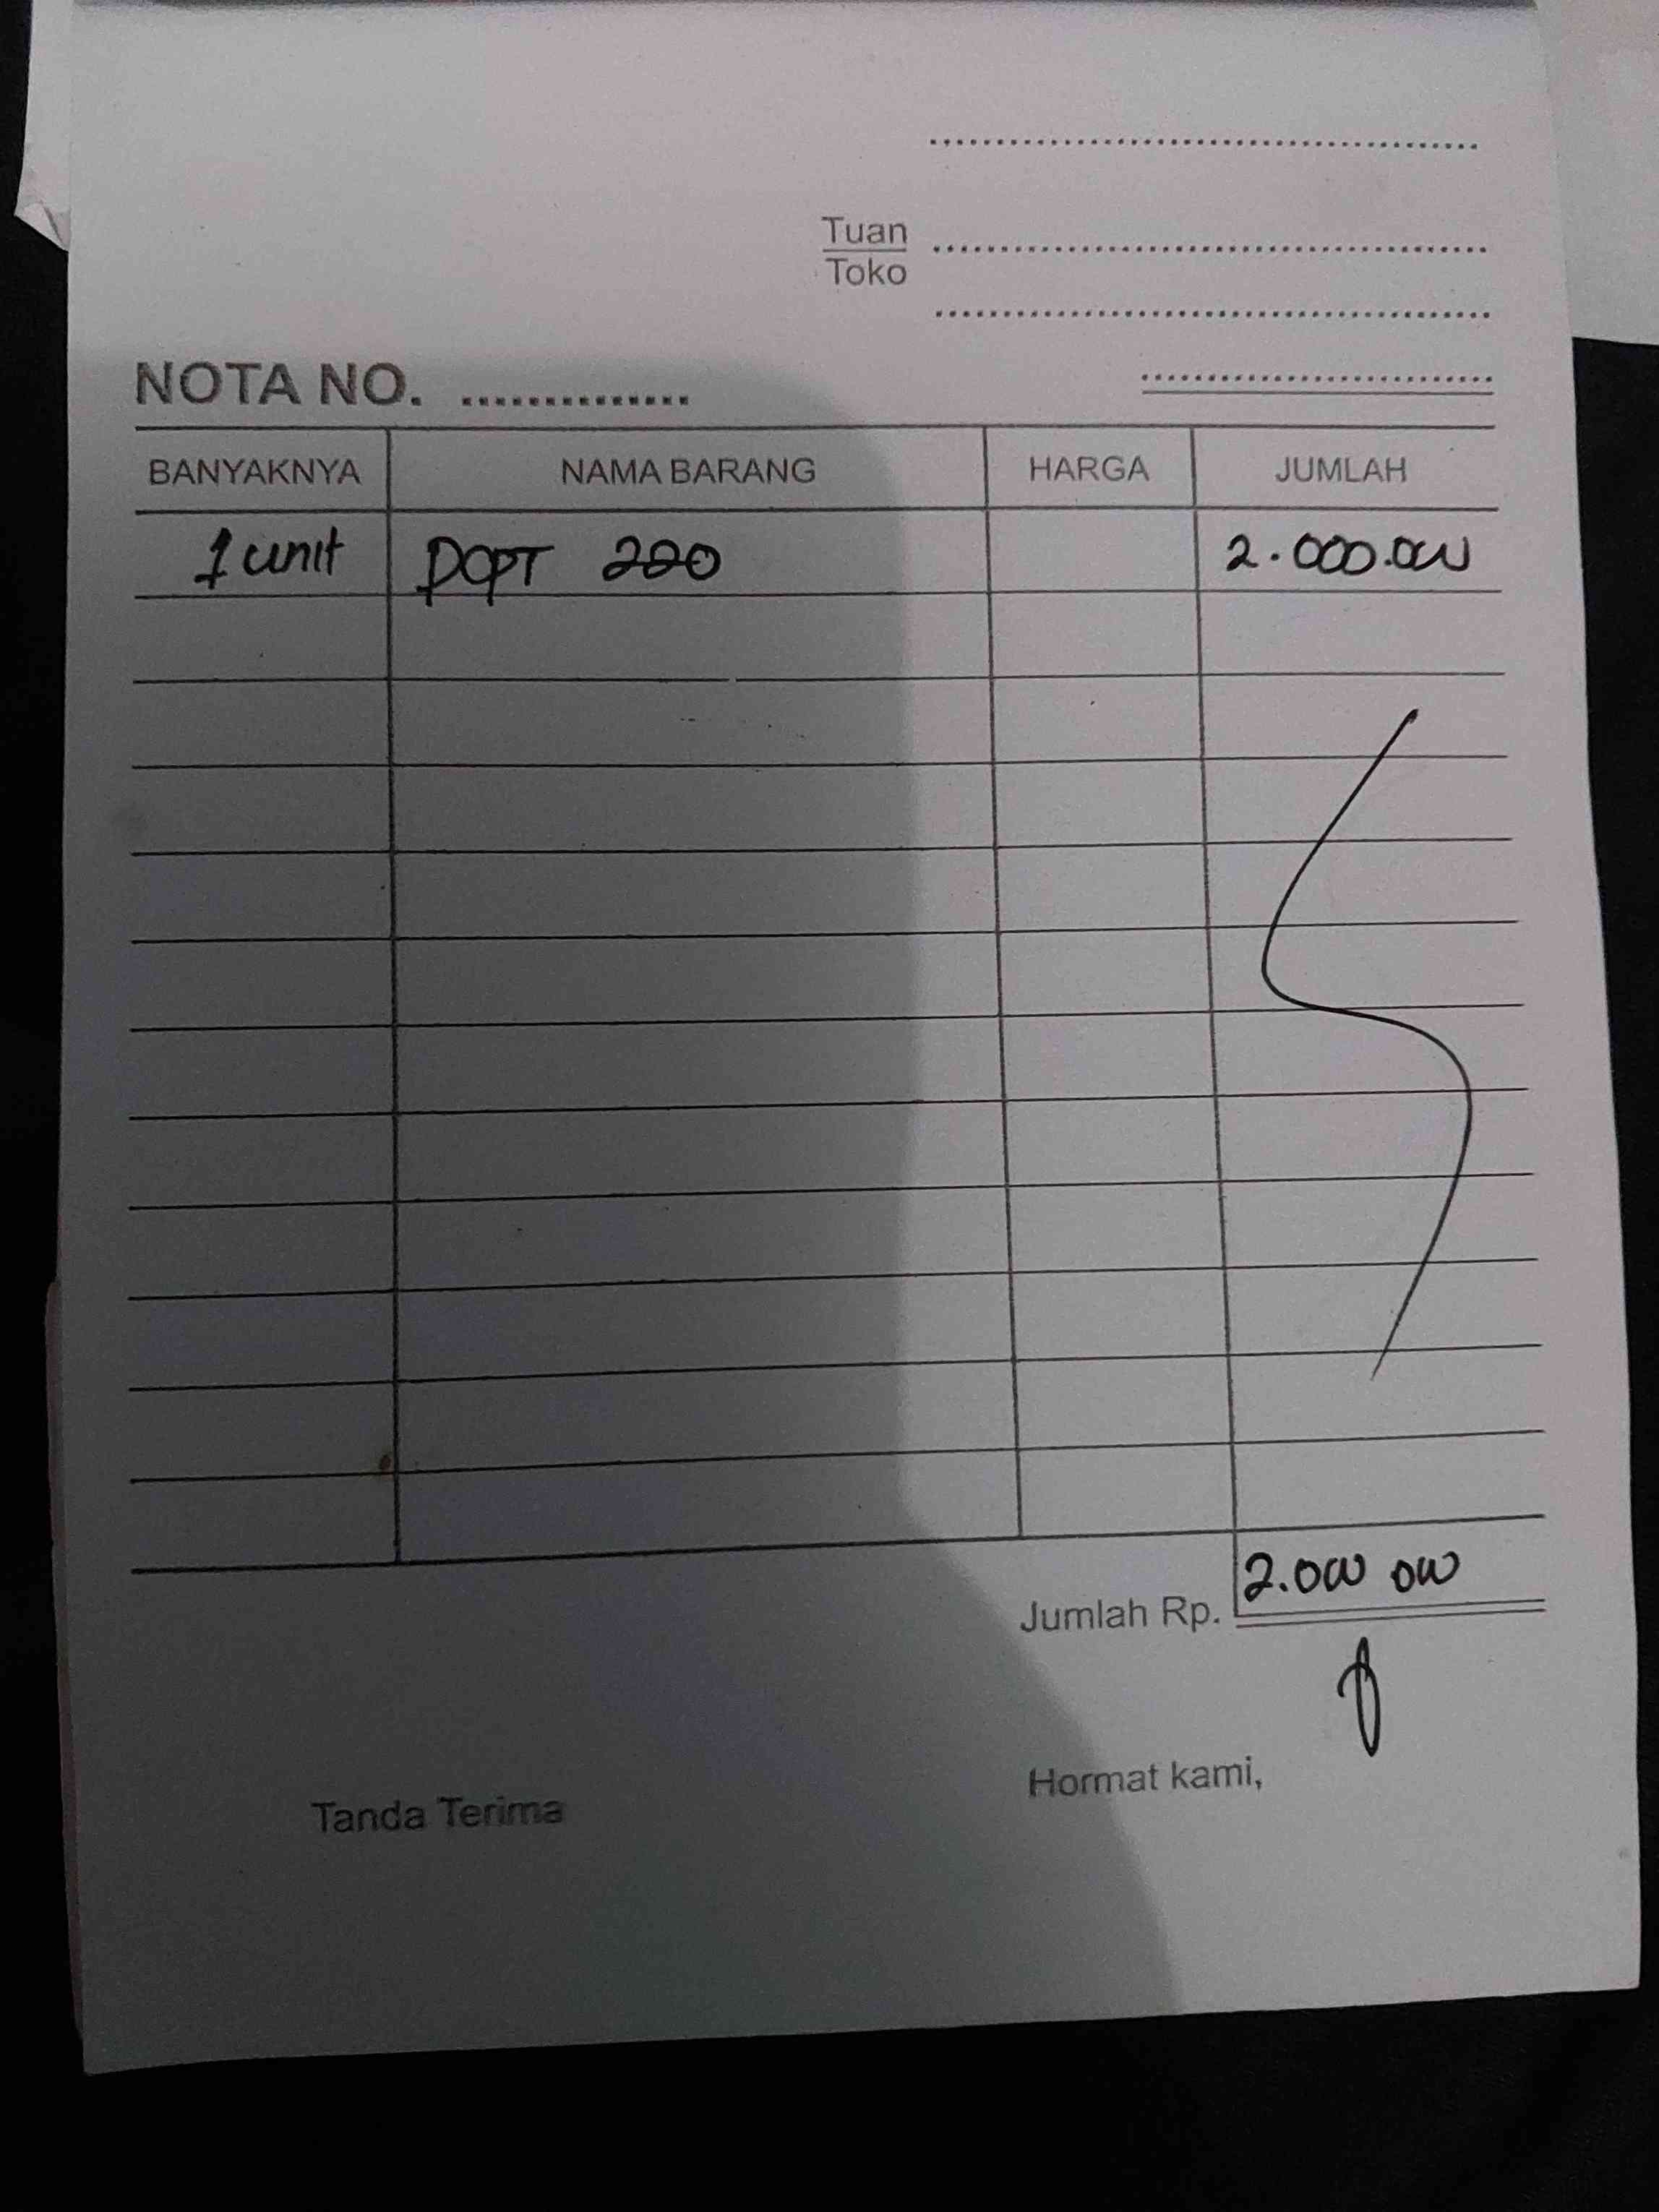 Tuan
Toko
NOTA NO. ...............
BANYAKNYA NAMA BARANG HARGA JUMLAH
1 unit DCPT 220 2.000.000
Jumlah Rp. 2.000 000
Hormat kami,
Tanda Terima